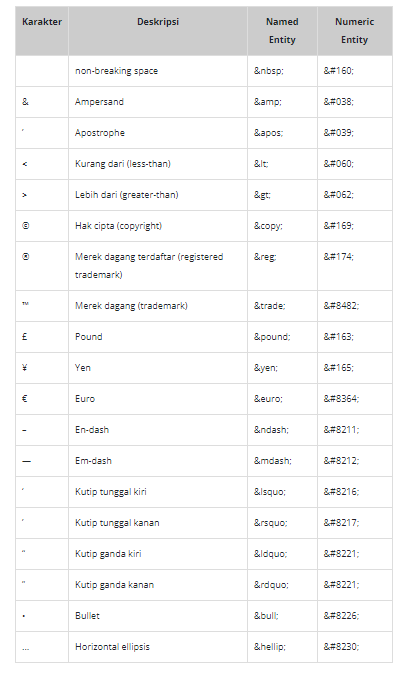 Karakter Deskripsi Named Entity Numeric Entity
non-breaking space &nbsp; &#160;
& Ampersand &amp; &#038;
' Apostrophe &apos; &#039;
< Kurang dari (less-than) &lt; &#060;
> Lebih dari (greater-than) &gt; &#062;
© Hak cipta (copyright) &copy; &#169;
® Merek dagang terdaftar (registered &reg; &#174;
trademark)
™ Merek dagang (trademark) &trade; &#8482;
£ Pound &pound; &#163;
¥ Yen &yen; &#165;
€ Euro &euro; &#8364;
– En-dash &ndash; &#8211;
— Em-dash &mdash; &#8212;
‘ Kutip tunggal kiri &lsquo; &#8216;
’ Kutip tunggal kanan &rsquo; &#8217;
“ Kutip ganda kiri &ldquo; &#8221;
” Kutip ganda kanan &rdquo; &#8221;
• Bullet &bull; &#8226;
… Horizontal ellipsis &hellip; &#8230;